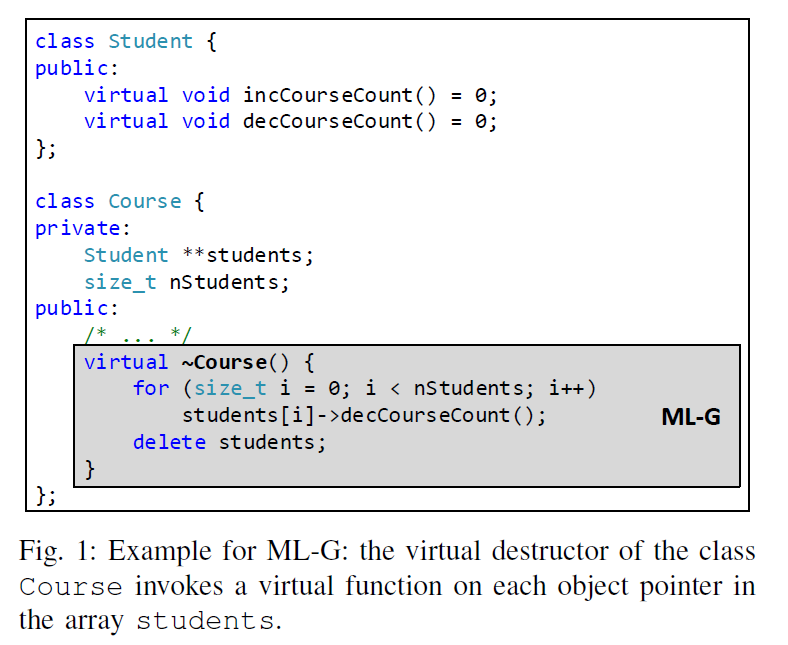 class Student {
public:
    virtual void incCourseCount() = 0;
    virtual void decCourseCount() = 0;
};

class Course {
private:
    Student **students;
    size_t nStudents;
public:
    /* ... */
    virtual ~Course() {
        for (size_t i = 0; i < nStudents; i++)
            students[i]->decCourseCount();
        delete students;
    }
};
ML-G
Fig. 1: Example for ML-G: the virtual destructor of the class
Course invokes a virtual function on each object pointer in
the array students.